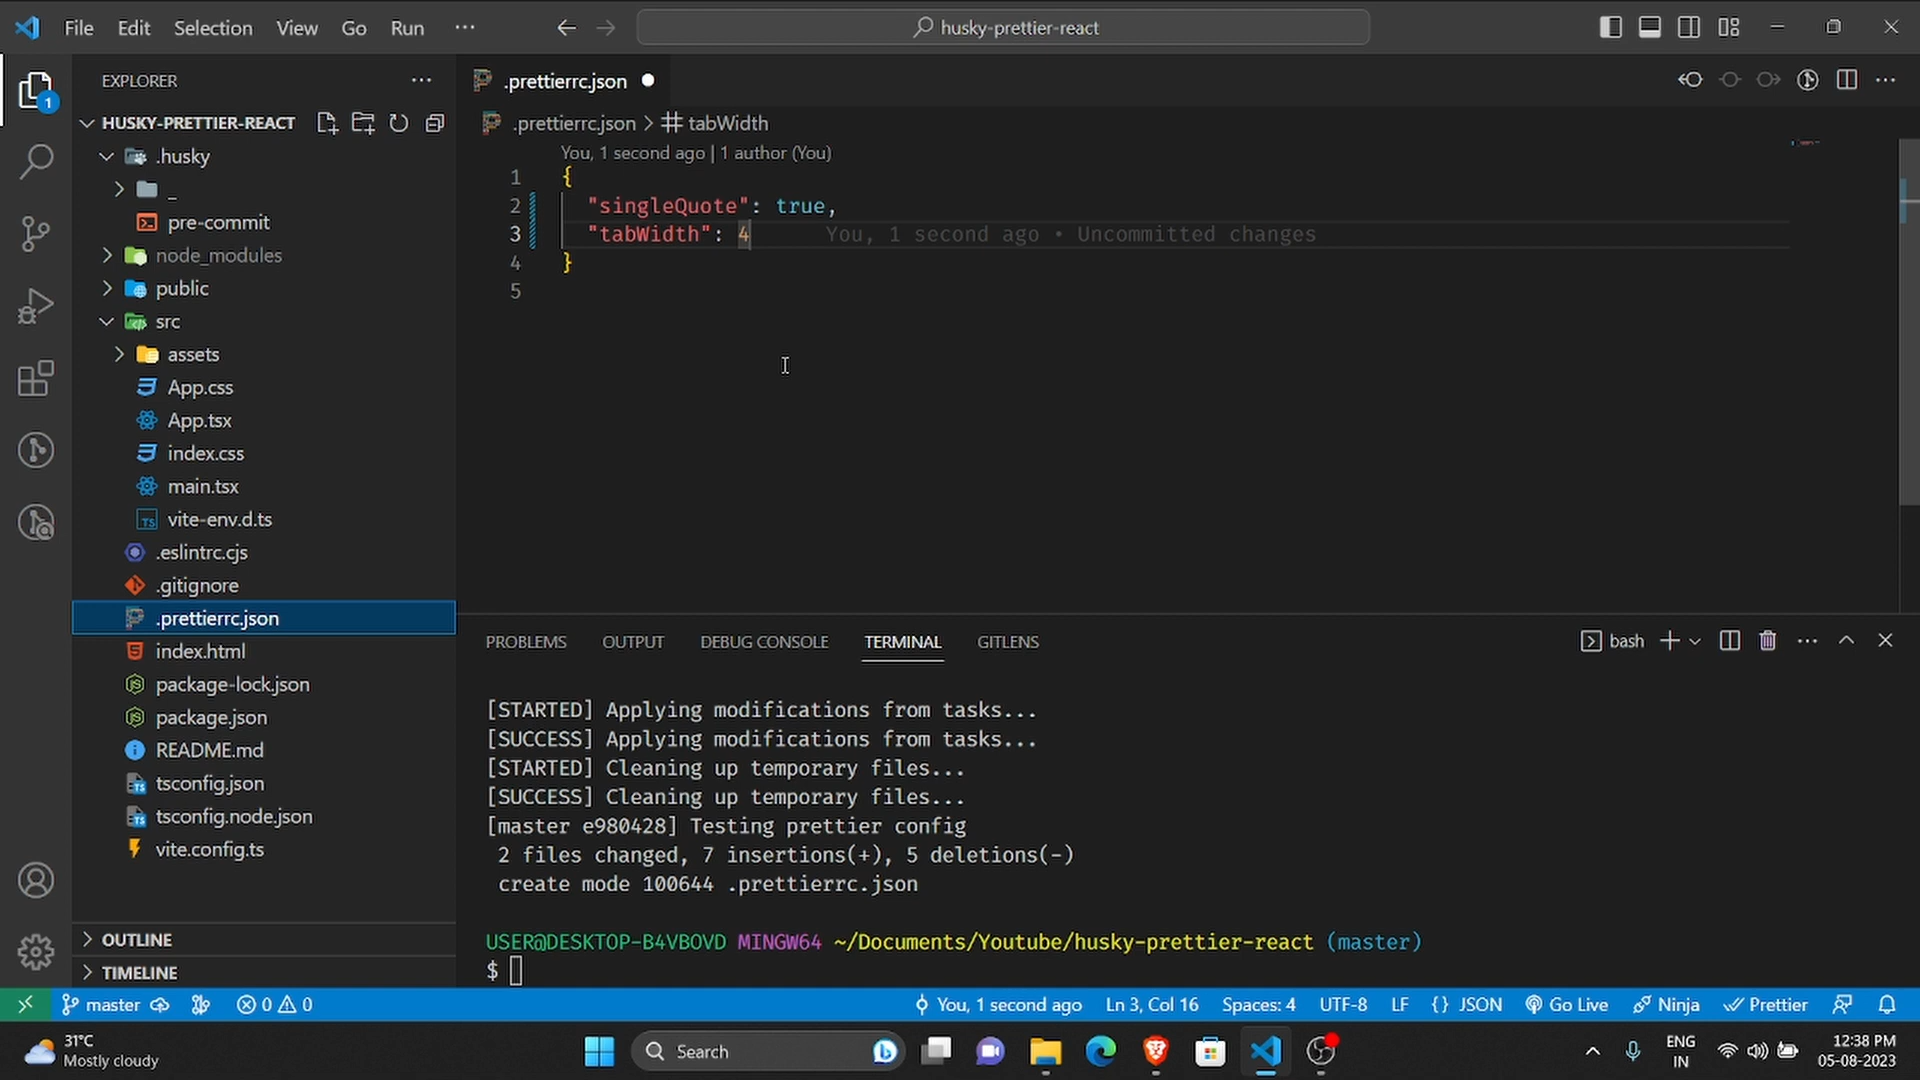 File Edit Selection View Go Run ··· husky-prettier-react
EXPLORER
1
HUSKY-PRETTIER-REACT
.husky
_
pre-commit
node_modules
public
src
assets
App.css
App.tsx
index.css
main.tsx
TS vite-env.d.ts
.eslintrc.cjs
.gitignore
.prettierrc.json
index.html
package-lock.json
package.json
README.md
tsconfig.json
tsconfig.node.json
vite.config.ts
OUTLINE
TIMELINE
.prettierrc.json
.prettierrc.json > tabWidth
You, 1 second ago | 1 author (You)
1 {
2 "singleQuote": true,
3 "tabWidth": 4 You, 1 second ago • Uncommitted changes
4 }
5
PROBLEMS OUTPUT DEBUG CONSOLE TERMINAL GITLENS bash
[STARTED] Applying modifications from tasks...
[SUCCESS] Applying modifications from tasks...
[STARTED] Cleaning up temporary files...
[SUCCESS] Cleaning up temporary files...
[master e980428] Testing prettier config
2 files changed, 7 insertions(+), 5 deletions(-)
create mode 100644 .prettierrc.json
USER@DESKTOP-B4VBOVD MINGW64 ~/Documents/Youtube/husky-prettier-react (master)
$
master 0 0 You, 1 second ago Ln 3, Col 16 Spaces: 4 UTF-8 LF {} JSON Go Live Ninja Prettier
31°C
Mostly cloudy
Search
ENG
IN
12:38 PM
05-08-2023